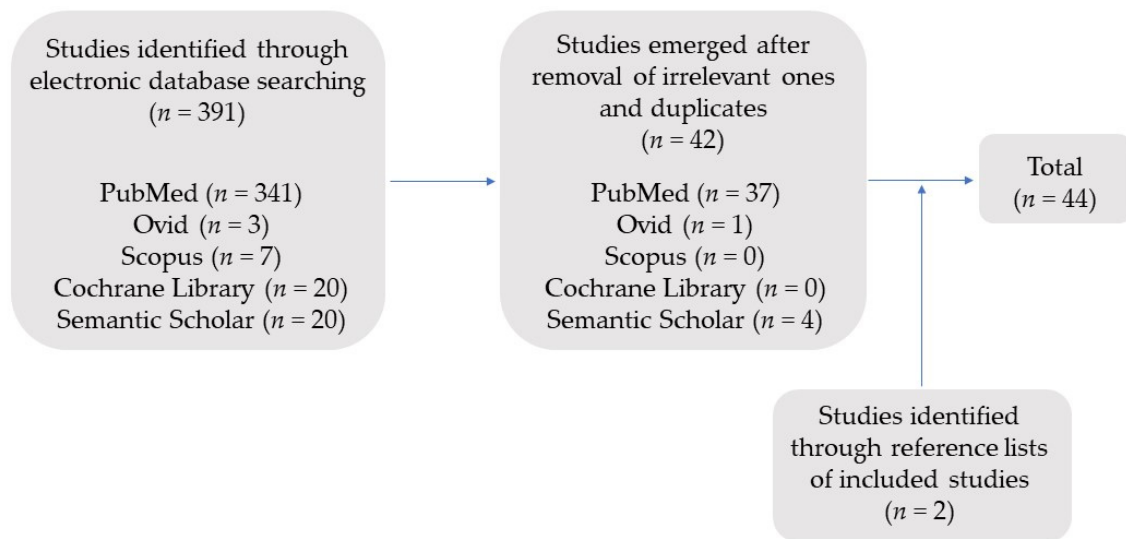 Studies identified through
electronic database searching
(n = 391)
PubMed (n = 341)
Ovid (n = 3)
Scopus (n = 7)
Cochrane Library (n = 20)
Semantic Scholar (n = 20)
Studies emerged after
removal of irrelevant ones
and duplicates
(n = 42)
PubMed (n = 37)
Ovid (n = 1)
Scopus (n = 0)
Cochrane Library (n = 0)
Semantic Scholar (n = 4)
Total
(n = 44)
Studies identified
through reference lists
of included studies
(n = 2)